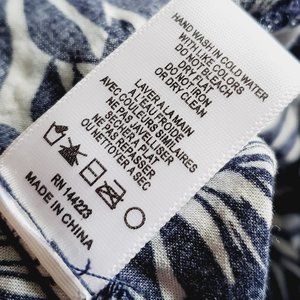 HAND WASH IN COLD WATER
WITH LIKE COLORS
DO NOT BLEACH
DRY FLAT
DO NOT IRON
OR DRY CLEAN
LAVER A LA MAIN
A L'EAU FROIDE
AVEC COULEURS SIMILAIRES
NE PAS JAVELLISER
SECHER A PLATER
NE PAS REPASSER
OU NETTOYER A SEC
RN 144223
MADE IN CHINA